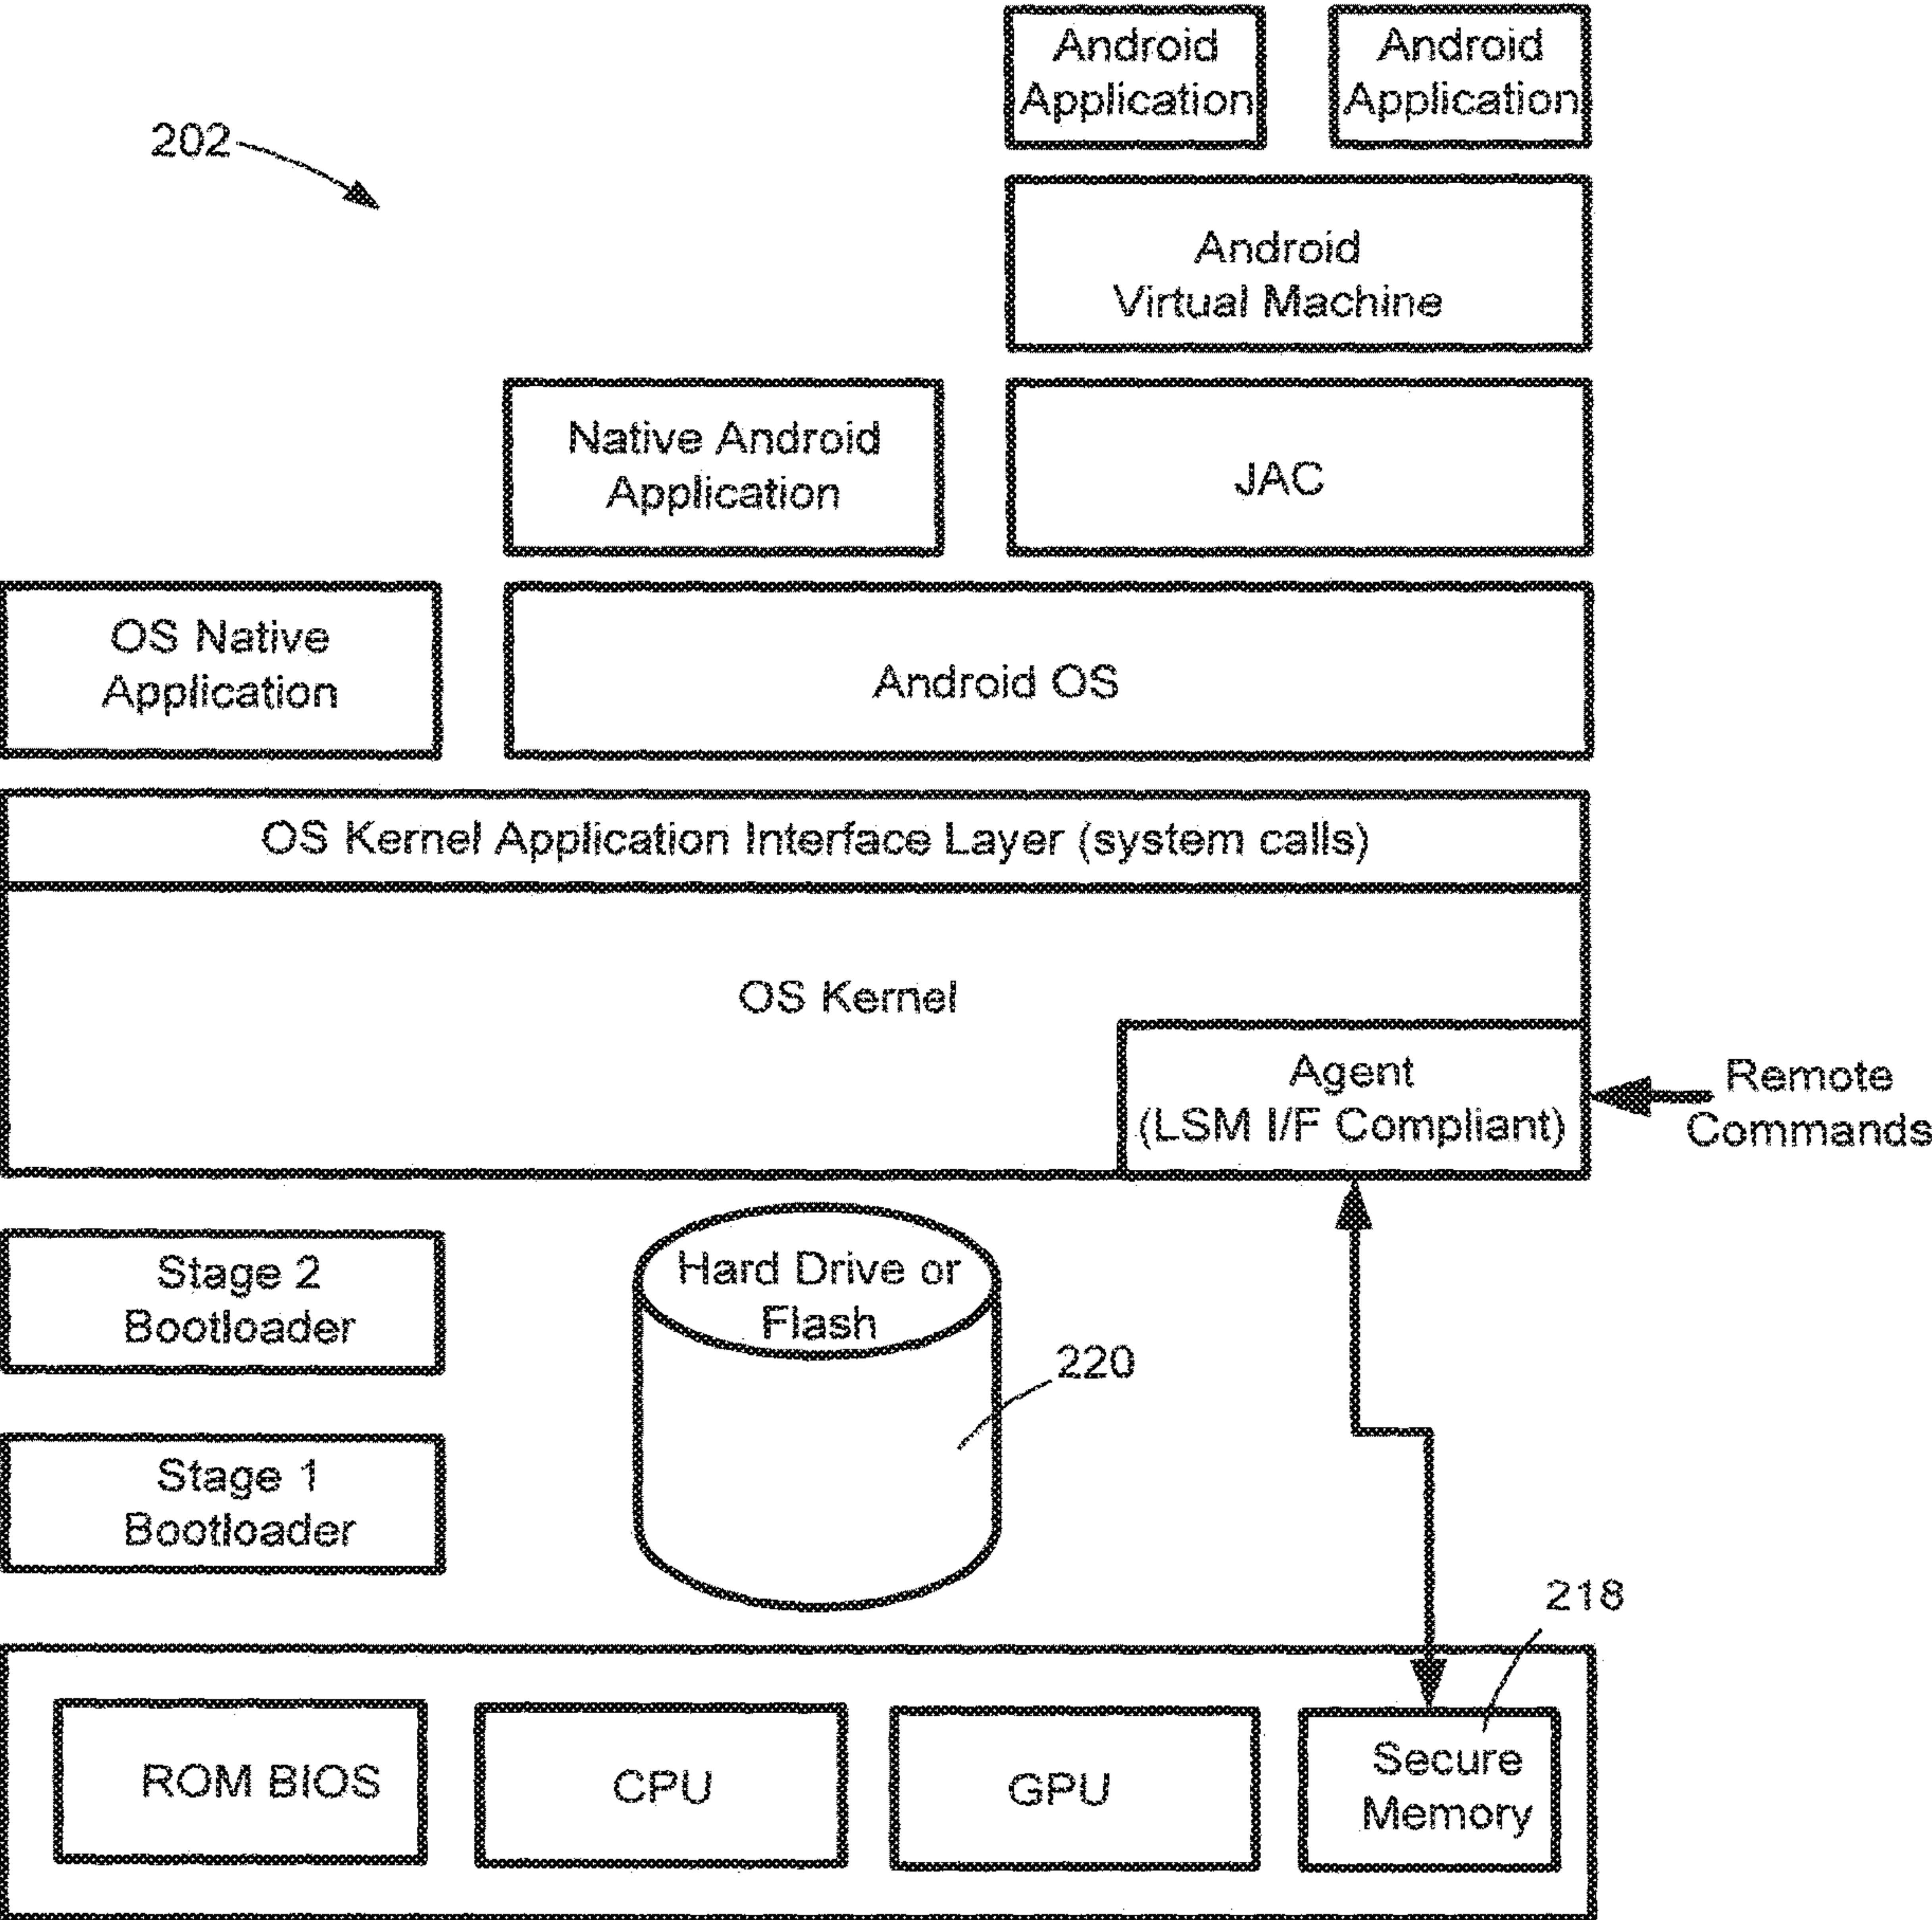 Android
Application
Android
Application
202
Android
Virtual Machine
Native Android
Application
JAC
OS Native
Application
Android OS
OS Kernel Application Interface Layer (system calls)
OS Kernel
Agent
(LSM I/F Compliant)
Remote
Commands
Stage 2
Bootloader
Hard Drive or
Flash
220
Stage 1
Bootloader
218
ROM BIOS
CPU
GPU
Secure
Memory